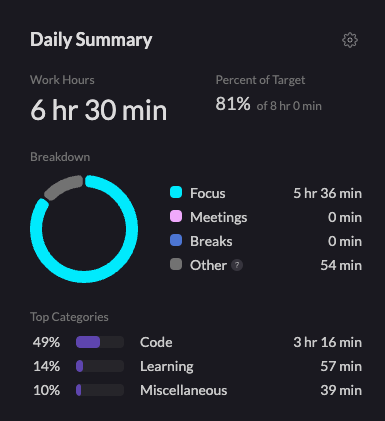 Daily Summary
Work Hours
Percent of Target
6 hr 30 min
81% of 8 hr 0 min
Breakdown
Focus 5 hr 36 min
Meetings 0 min
Breaks 0 min
Other ? 54 min
Top Categories
49% Code 3 hr 16 min
14% Learning 57 min
10% Miscellaneous 39 min